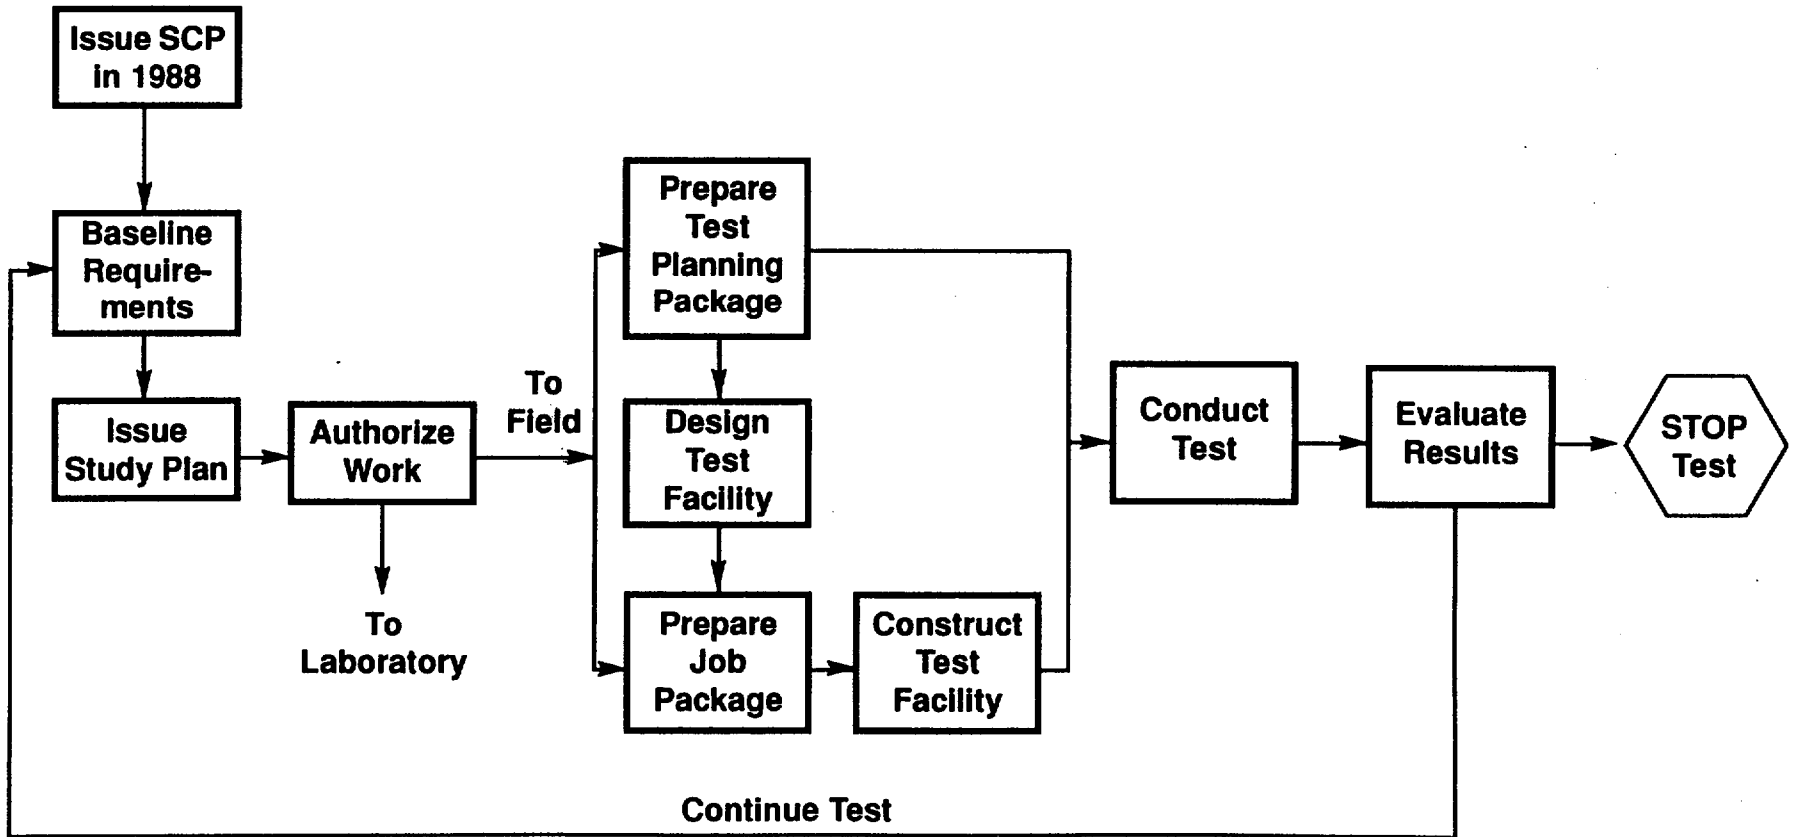 Issue SCP
in 1988
Baseline
Require-
ments
Issue
Study Plan
Authorize
Work
To
Laboratory
To
Field
Prepare
Test
Planning
Package
Design
Test
Facility
Prepare
Job
Package
Construct
Test
Facility
Conduct
Test
Evaluate
Results
STOP
Test
Continue Test